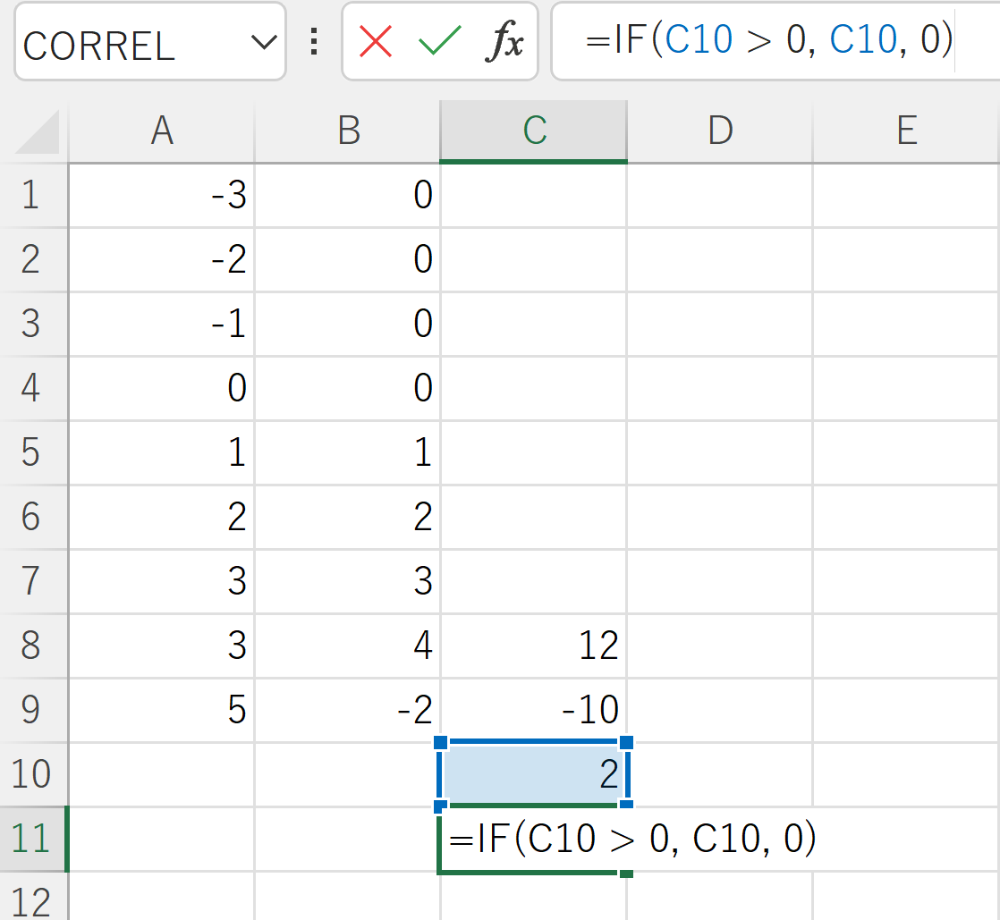 CORREL fx =IF(C10 > 0, C10, 0)
A B C D E
1 -3 0
2 -2 0
3 -1 0
4 0 0
5 1 1
6 2 2
7 3 3
8 3 4 12
9 5 -2 -10
10 2
11 =IF(C10 > 0, C10, 0)
12